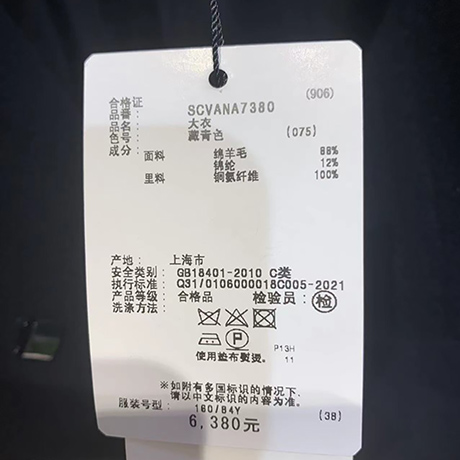 合格证
品番: SCVANA7380 (906)
品名: 大衣
色号: 藏青色 (075)
成分: 面料 绵羊毛 88%
锦纶 12%
里料 铜氨纤维 100%
产地: 上海市
安全类别: GB18401-2010 C类
执行标准: Q31/0106000018C005-2021
产品等级: 合格品 检验员: 检
洗涤方法:
P P13H
使用垫布熨烫。 11
※如附有多国标识的情况下.
请以中文标识的内容为准。
服装号型: 160/84Y (38)
6,380元